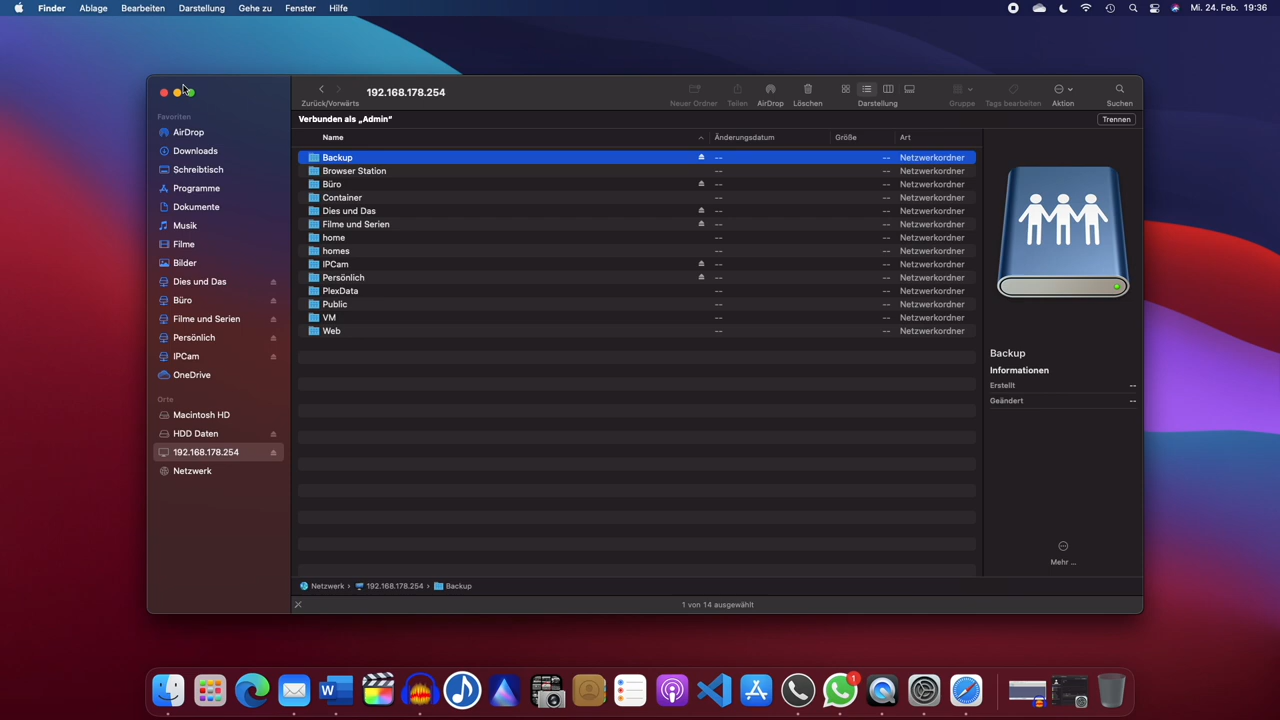 Finder Ablage Bearbeiten Darstellung Gehe zu Fenster Hilfe Mi. 24. Feb. 19:36
192.168.178.254
Zurück/Vorwärts Neuer Ordner Teilen AirDrop Löschen Darstellung Gruppe Tags bearbeiten Aktion Suchen
Verbunden als „Admin“ Trennen
Favoriten
AirDrop
Downloads
Schreibtisch
Programme
Dokumente
Musik
Filme
Bilder
Dies und Das
Büro
Filme und Serien
Persönlich
IPCam
OneDrive
Orte
Macintosh HD
HDD Daten
192.168.178.254
Netzwerk
Name Änderungsdatum Größe Art
Backup -- -- Netzwerkordner
Browser Station -- -- Netzwerkordner
Büro -- -- Netzwerkordner
Container -- -- Netzwerkordner
Dies und Das -- -- Netzwerkordner
Filme und Serien -- -- Netzwerkordner
home -- -- Netzwerkordner
homes -- -- Netzwerkordner
IPCam -- -- Netzwerkordner
Persönlich -- -- Netzwerkordner
PlexData -- -- Netzwerkordner
Public -- -- Netzwerkordner
VM -- -- Netzwerkordner
Web -- -- Netzwerkordner
Backup
Informationen
Erstellt --
Geändert --
Mehr ...
Netzwerk › 192.168.178.254 › Backup
1 von 14 ausgewählt
W
1